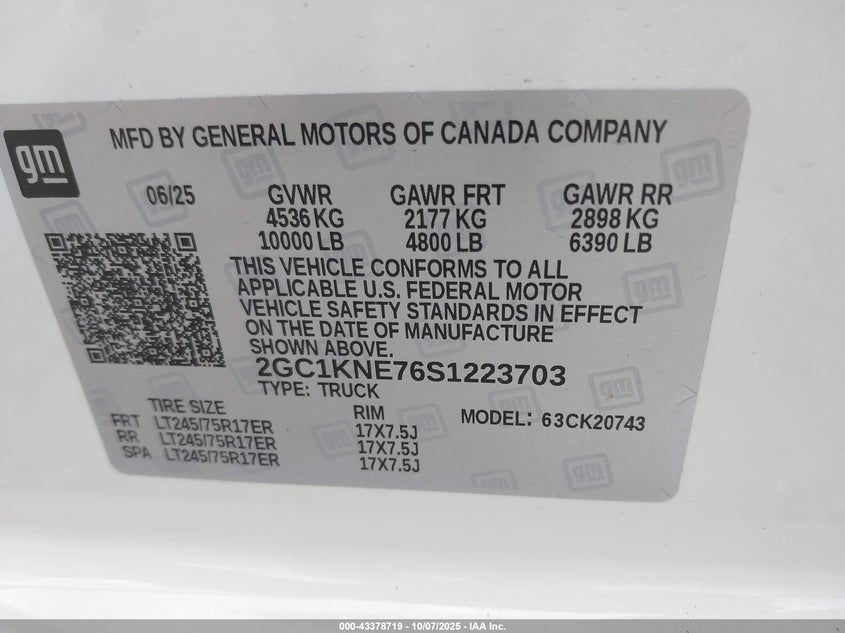 gm
MFD BY GENERAL MOTORS OF CANADA COMPANY
06/25 GVWR GAWR FRT GAWR RR
4536 KG 2177 KG 2898 KG
10000 LB 4800 LB 6390 LB
THIS VEHICLE CONFORMS TO ALL
APPLICABLE U.S. FEDERAL MOTOR
VEHICLE SAFETY STANDARDS IN EFFECT
ON THE DATE OF MANUFACTURE
SHOWN ABOVE.
2GC1KNE76S1223703
TYPE: TRUCK
TIRE SIZE RIM MODEL: 63CK20743
FRT LT245/75R17ER 17X7.5J
RR LT245/75R17ER 17X7.5J
SPA LT245/75R17ER 17X7.5J
000-43378719 - 10/07/2025 - IAA Inc.